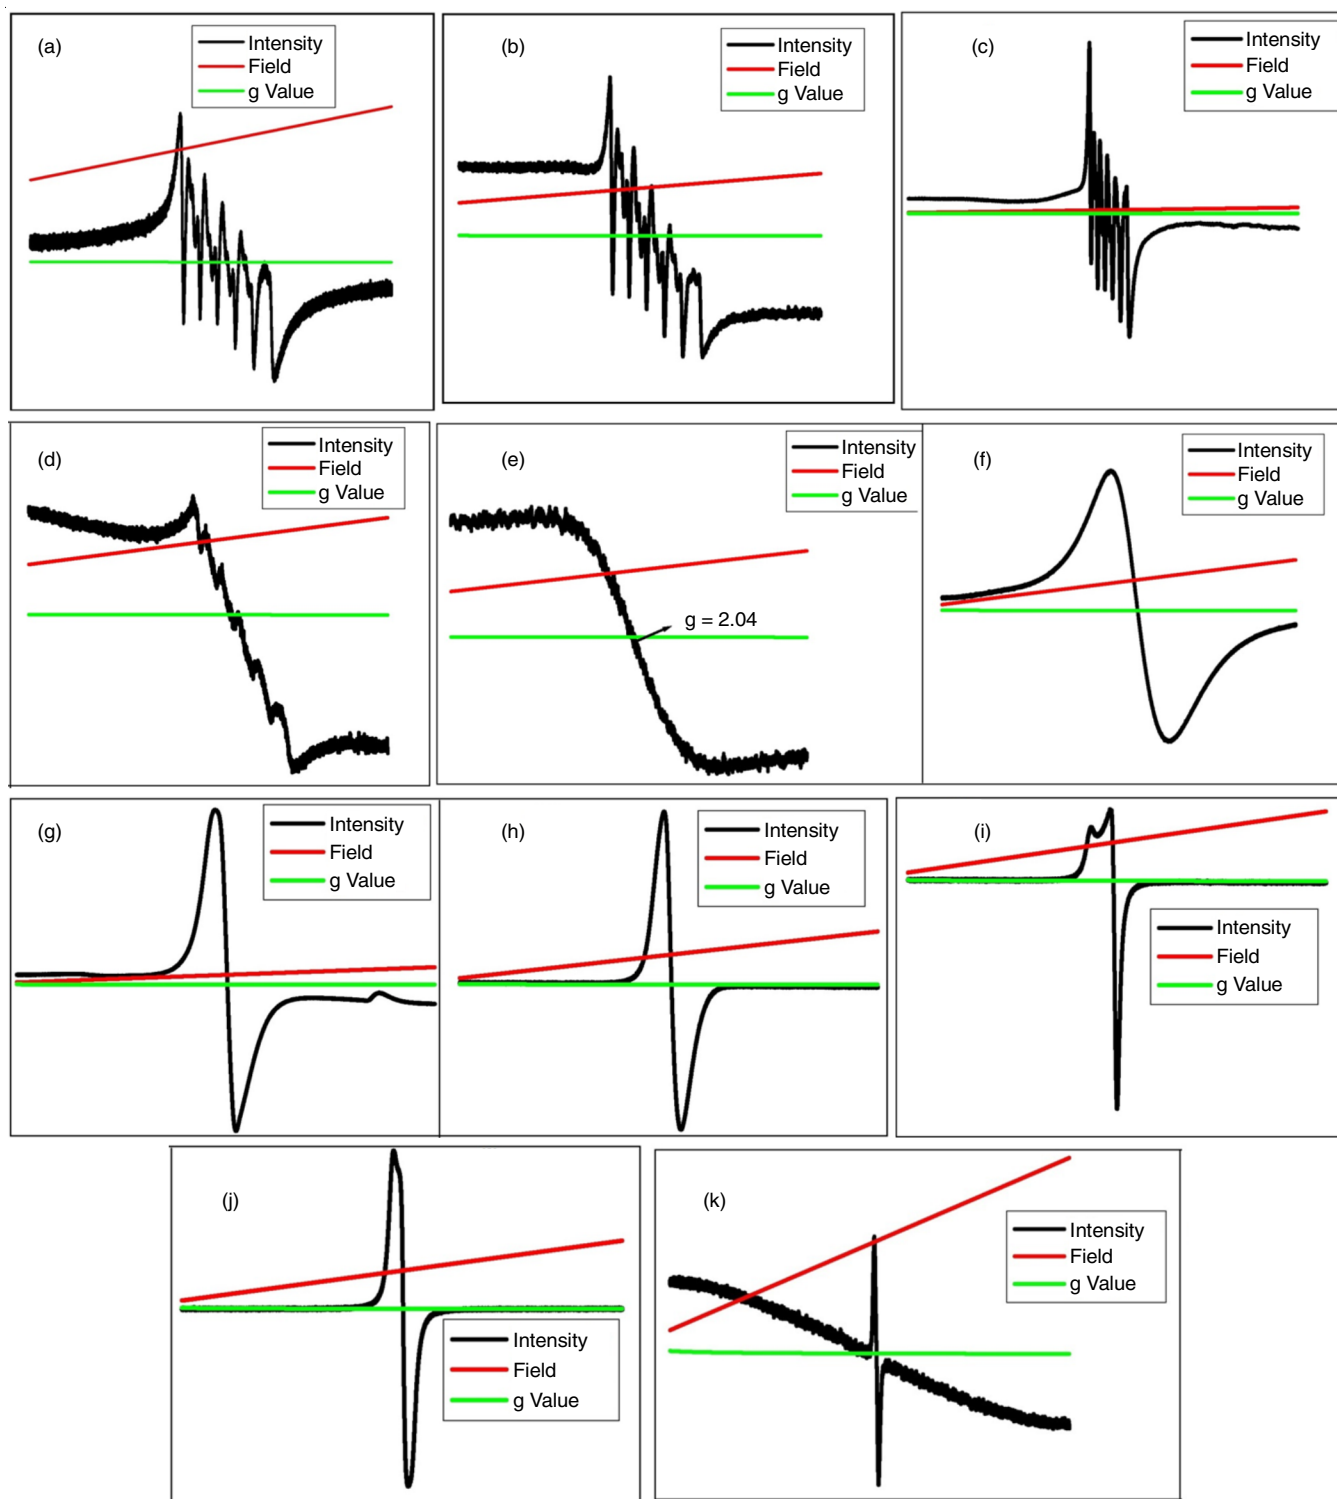 (a)
Intensity
Field
g Value
(b)
Intensity
Field
g Value
(c)
Intensity
Field
g Value
(d)
Intensity
Field
g Value
(e)
Intensity
Field
g Value
g = 2.04
(f)
Intensity
Field
g Value
(g)
Intensity
Field
g Value
(h)
Intensity
Field
g Value
(i)
Intensity
Field
g Value
(j)
Intensity
Field
g Value
(k)
Intensity
Field
g Value